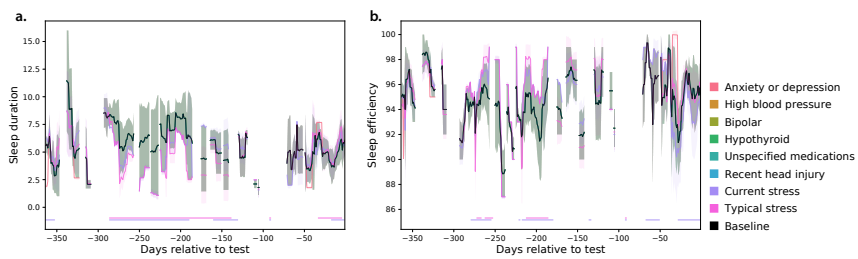 a.
Sleep duration
15.0
12.5
10.0
7.5
5.0
2.5
0.0
−350 −300 −250 −200 −150 −100 −50
Days relative to test
b.
Sleep efficiency
100
98
96
94
92
90
88
86
−350 −300 −250 −200 −150 −100 −50
Days relative to test
Anxiety or depression
High blood pressure
Bipolar
Hypothyroid
Unspecified medications
Recent head injury
Current stress
Typical stress
Baseline